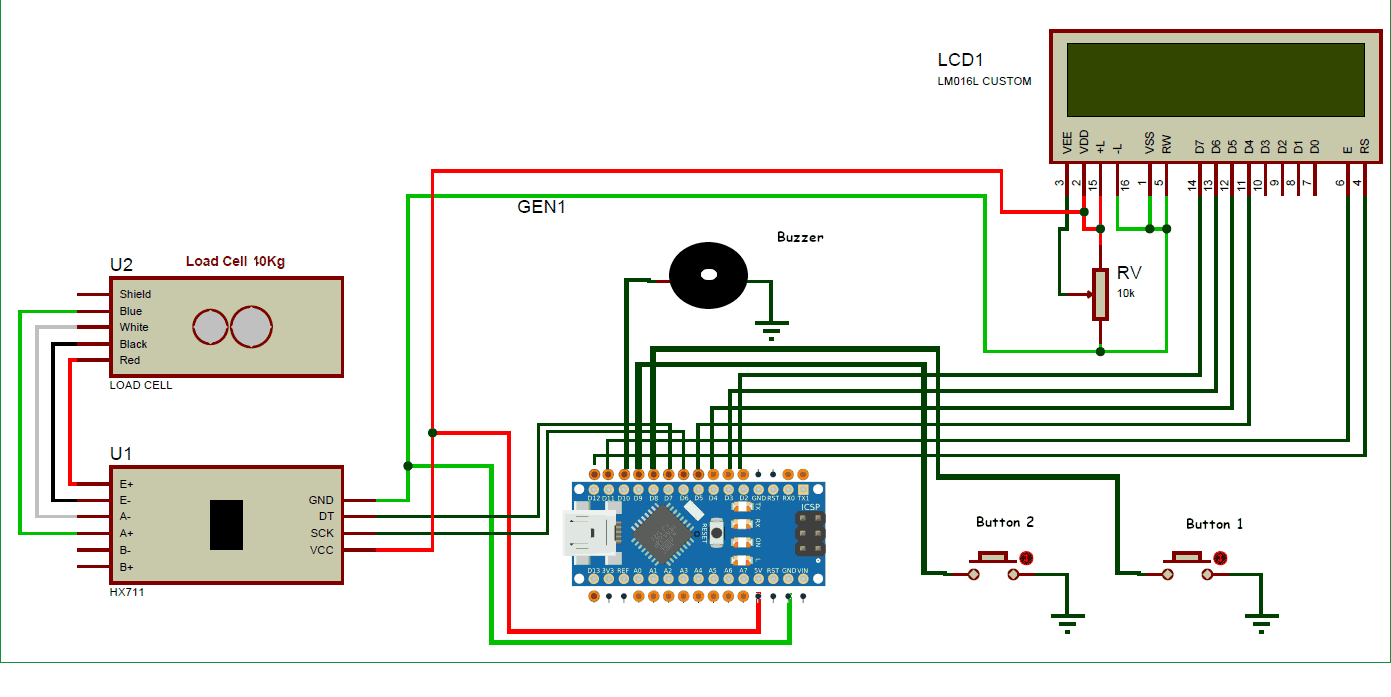 LCD1
LM016L CUSTOM
VEE VDD +L -L VSS RW D7 D6 D5 D4 D3 D2 D1 D0 E RS
3 2 15 16 1 5 14 13 12 11 10 9 8 7 6 4
GEN1
Buzzer
RV
10k
U2
Load Cell 10Kg
Shield
Blue
White
Black
Red
LOAD CELL
U1
E+
E-
A-
A+
B-
B+
GND
DT
SCK
VCC
HX711
D12 D11 D10 D9 D8 D7 D6 D5 D4 D3 D2 GND RST RX0 TX1
ICSP
TX
RX
ON
L
RESET
D13 3V3 REF A0 A1 A2 A3 A4 A5 A6 A7 5V RST GND VIN
Button 2
Button 1